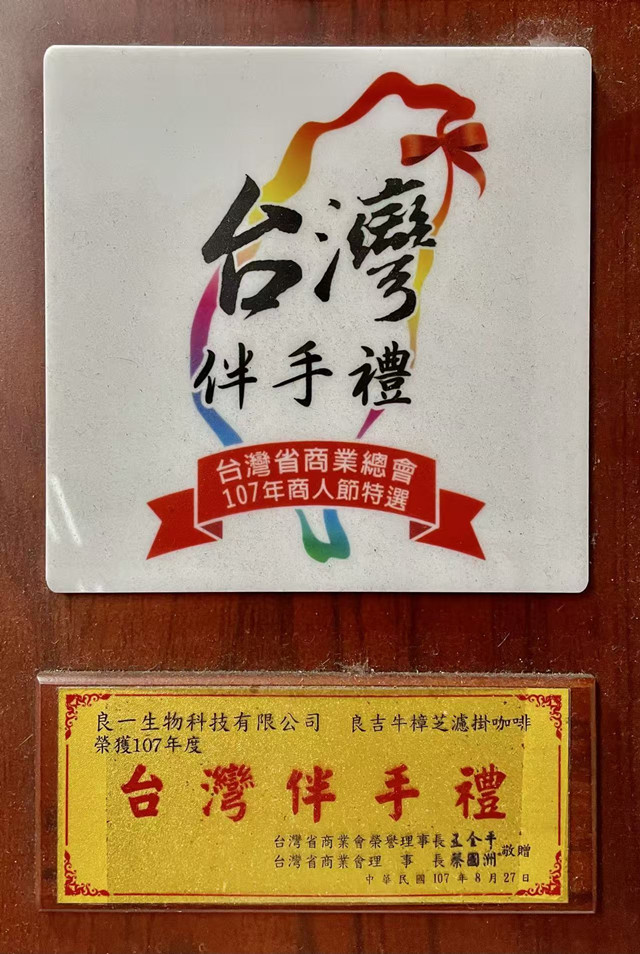 台灣
伴手禮
台灣省商業總會
107年商人節特選
良一生物科技有限公司 良吉牛樟芝濾掛咖啡
榮獲107年度
台灣伴手禮
台灣省商業會榮譽理事長孟全平
台灣省商業會理事長蔡國洲 敬贈
中華民國107年8月27日